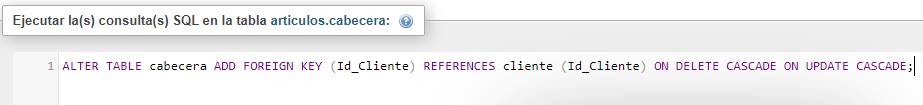 Ejecutar la(s) consulta(s) SQL en la tabla articulos.cabecera:
1 ALTER TABLE cabecera ADD FOREIGN KEY (Id_Cliente) REFERENCES cliente (Id_Cliente) ON DELETE CASCADE ON UPDATE CASCADE;